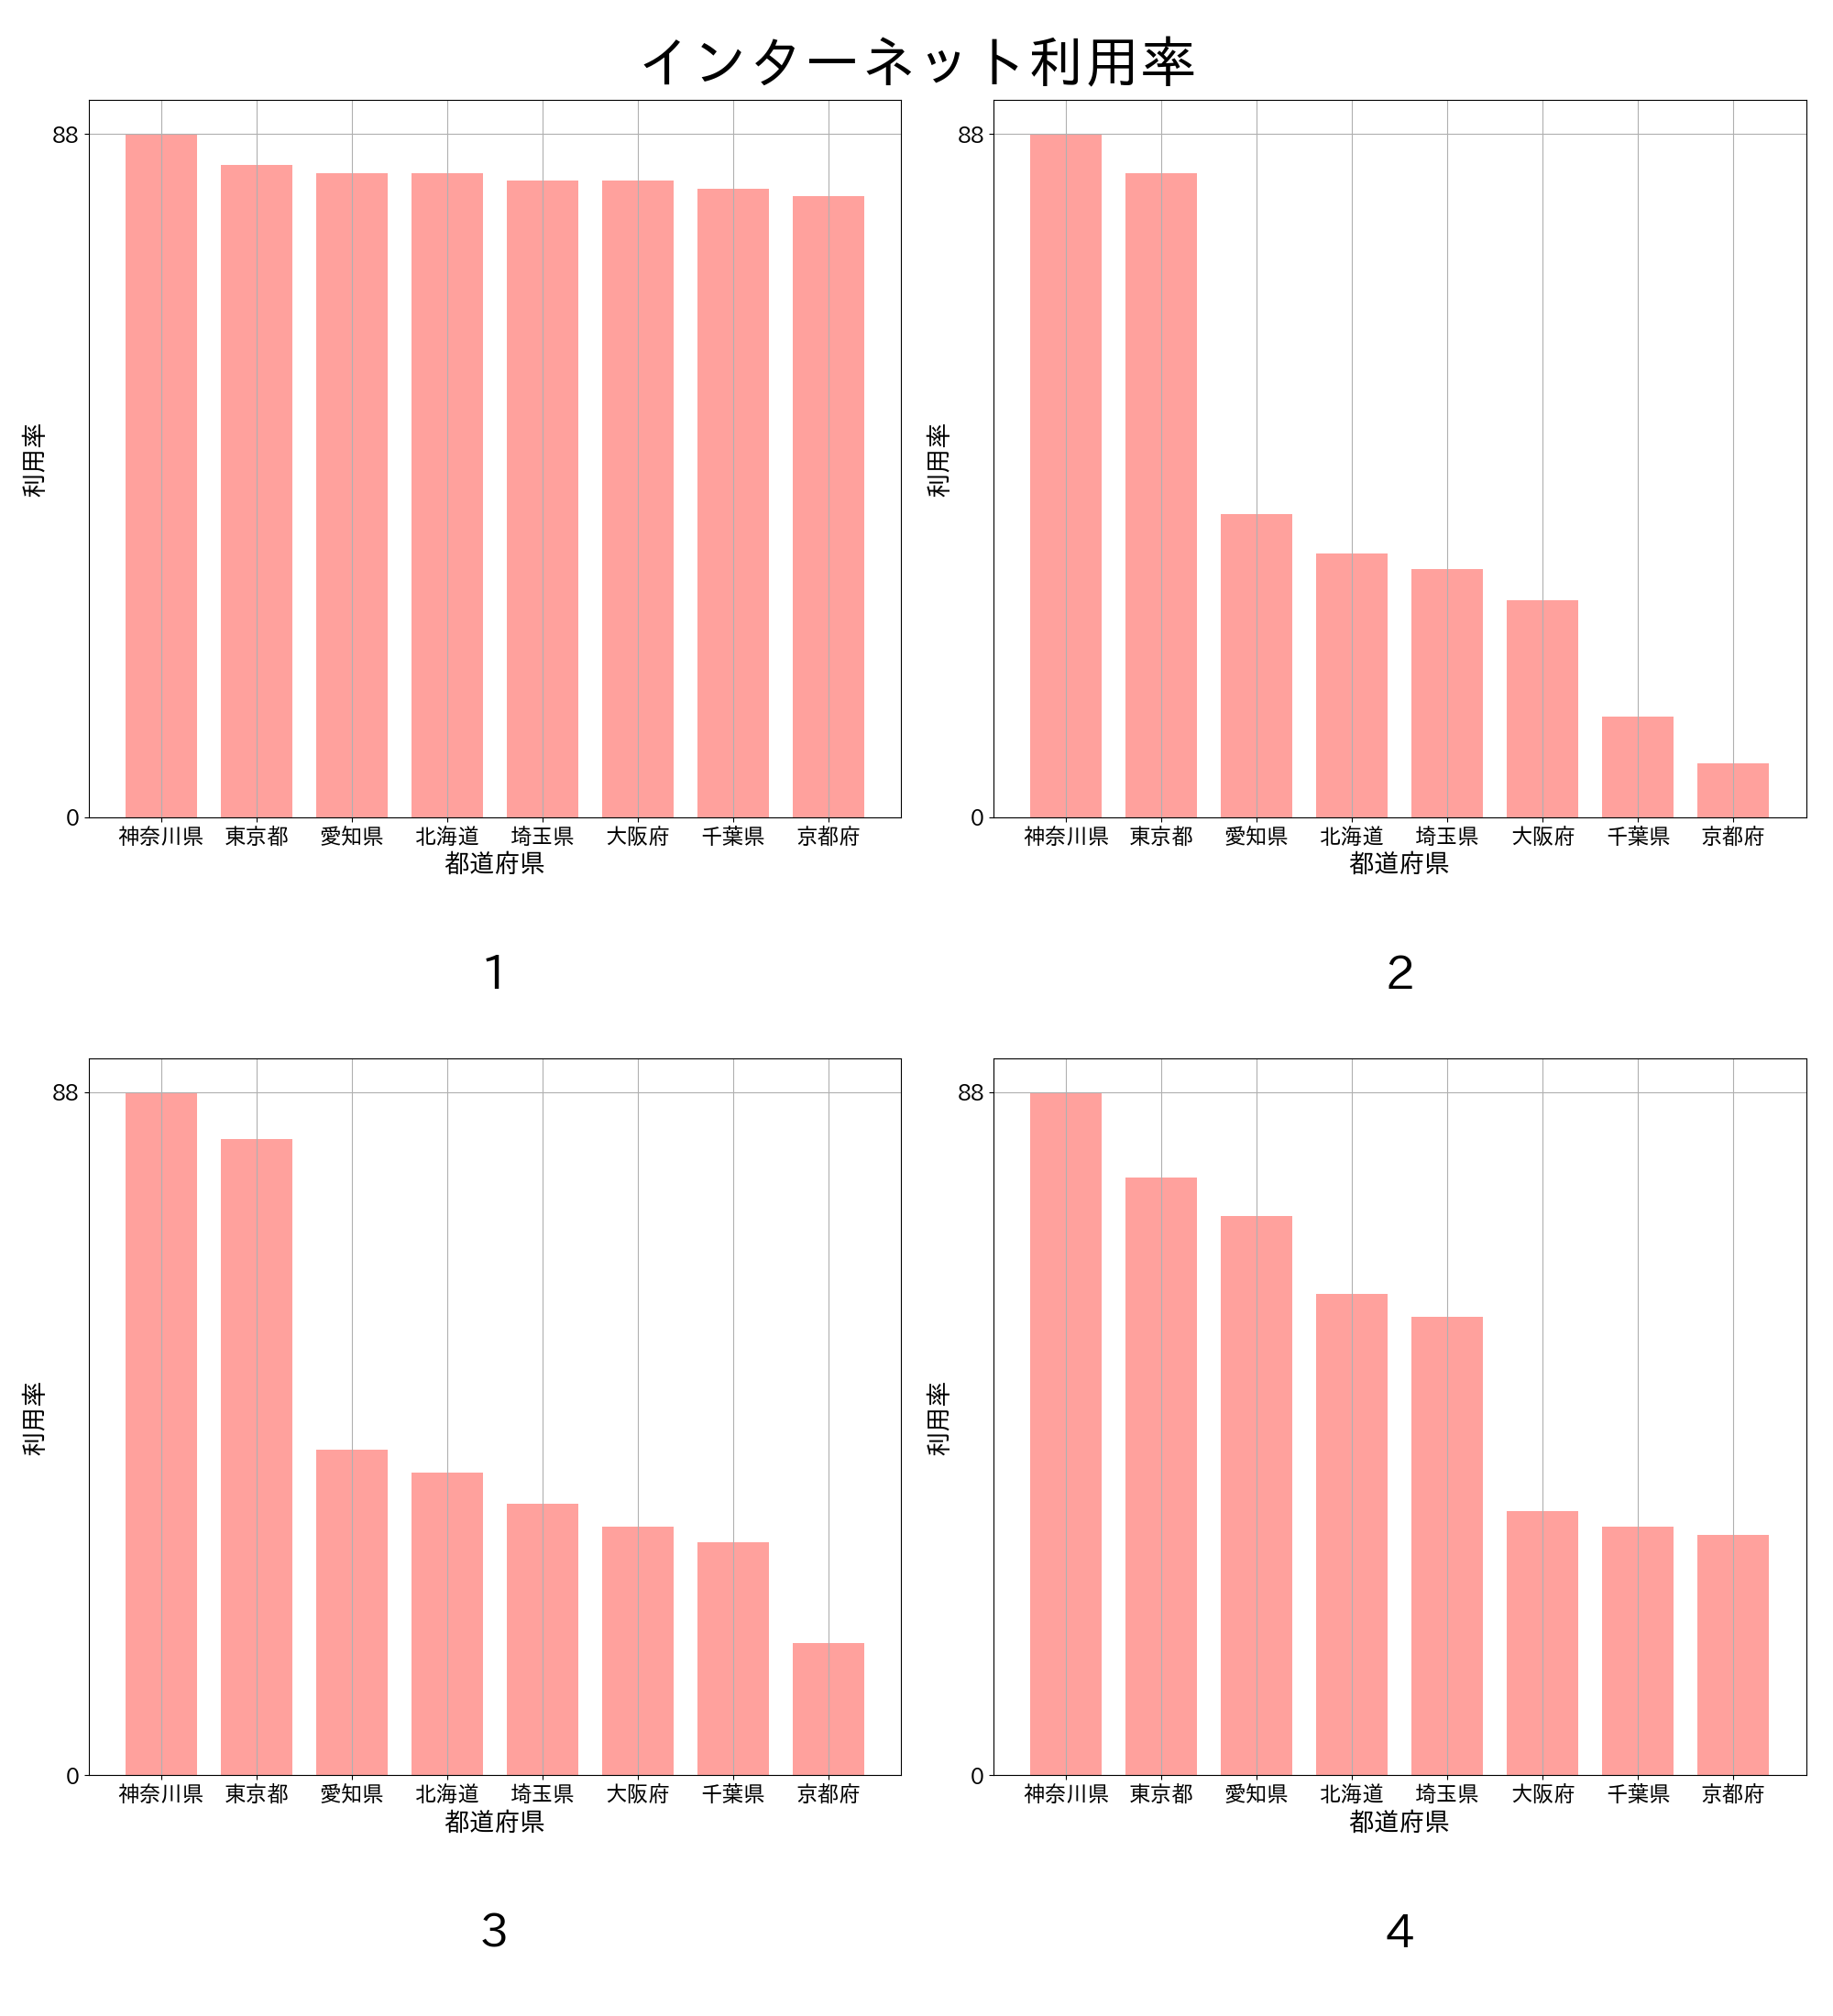 インターネット利用率
88
0
利用率
神奈川県 東京都 愛知県 北海道 埼玉県 大阪府 千葉県 京都府
都道府県
1
88
0
利用率
神奈川県 東京都 愛知県 北海道 埼玉県 大阪府 千葉県 京都府
都道府県
2
88
0
利用率
神奈川県 東京都 愛知県 北海道 埼玉県 大阪府 千葉県 京都府
都道府県
3
88
0
利用率
神奈川県 東京都 愛知県 北海道 埼玉県 大阪府 千葉県 京都府
都道府県
4